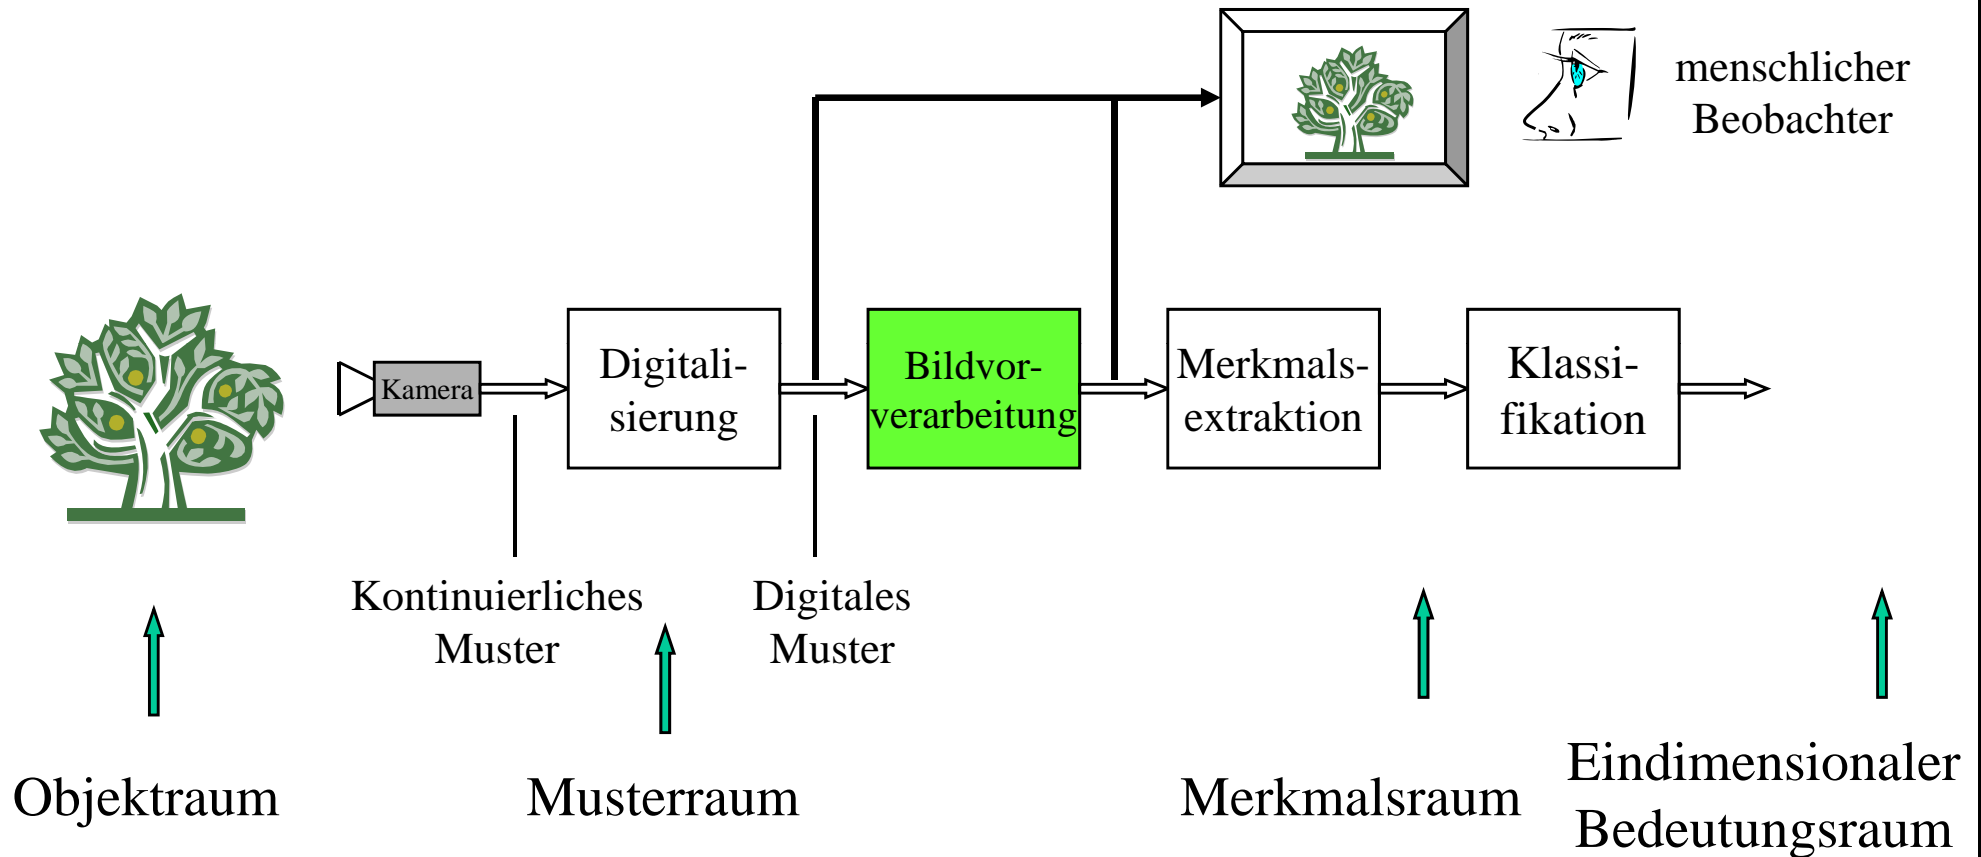 menschlicher
Beobachter
Kamera
Digitali-
sierung
Bildvor-
verarbeitung
Merkmals-
extraktion
Klassi-
fikation
Kontinuierliches
Muster
Digitales
Muster
Objektraum
Musterraum
Merkmalsraum
Eindimensionaler
Bedeutungsraum